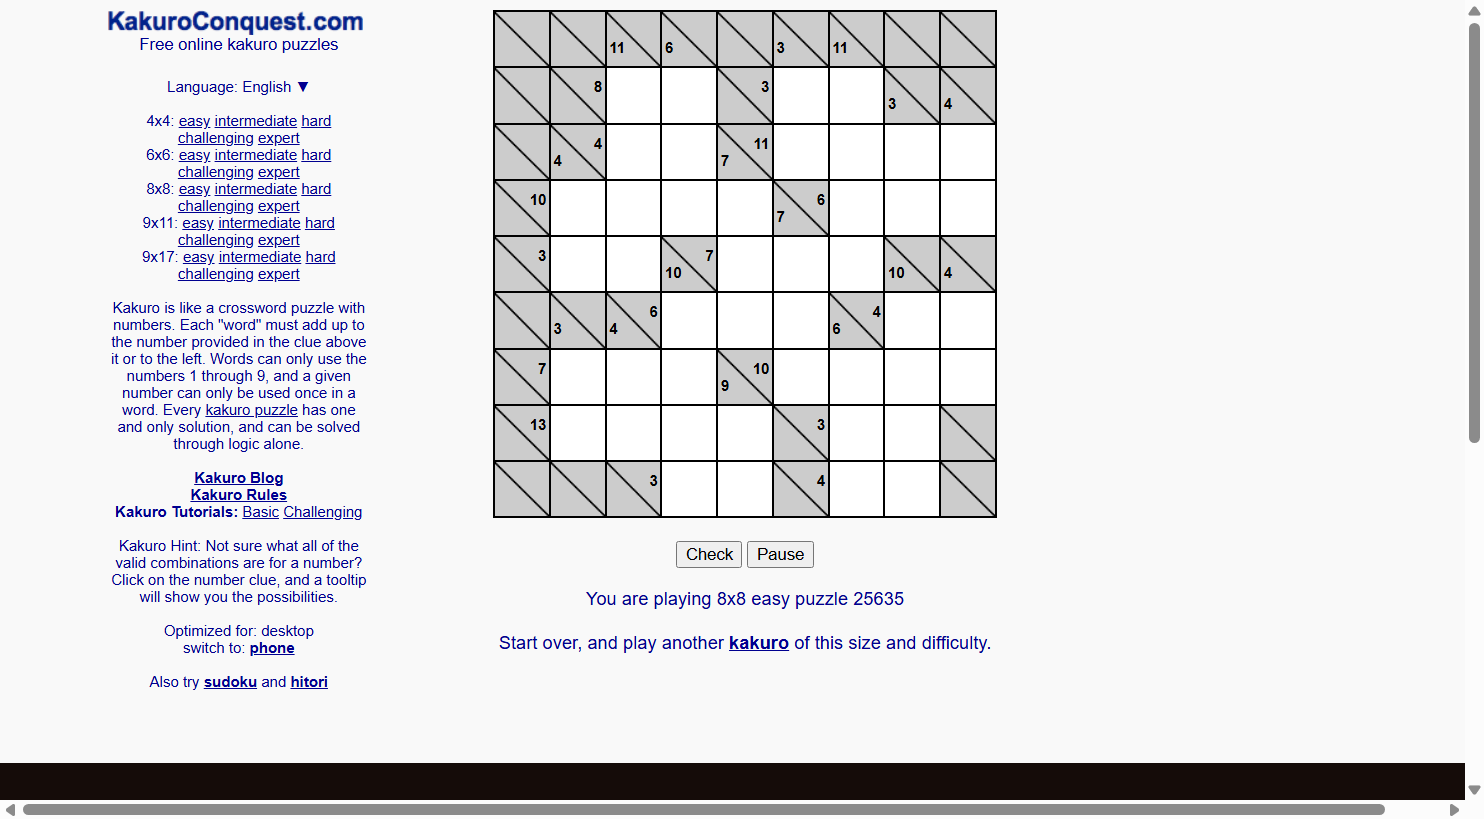 KakuroConquest.com
Free online kakuro puzzles
Language: English ▼
4x4: easy intermediate hard
challenging expert
6x6: easy intermediate hard
challenging expert
8x8: easy intermediate hard
challenging expert
9x11: easy intermediate hard
challenging expert
9x17: easy intermediate hard
challenging expert
Kakuro is like a crossword puzzle with
numbers. Each "word" must add up to
the number provided in the clue above
it or to the left. Words can only use the
numbers 1 through 9, and a given
number can only be used once in a
word. Every kakuro puzzle has one
and only solution, and can be solved
through logic alone.
Kakuro Blog
Kakuro Rules
Kakuro Tutorials: Basic Challenging
Kakuro Hint: Not sure what all of the
valid combinations are for a number?
Click on the number clue, and a tooltip
will show you the possibilities.
Optimized for: desktop
switch to: phone
Also try sudoku and hitori
11 6 3 11
8 3 3 4
4 4 7 11
10 7 6
3 10 7 10 4
3 4 6 6 4
7 9 10
13 3
3 4
Check Pause
You are playing 8x8 easy puzzle 25635
Start over, and play another kakuro of this size and difficulty.